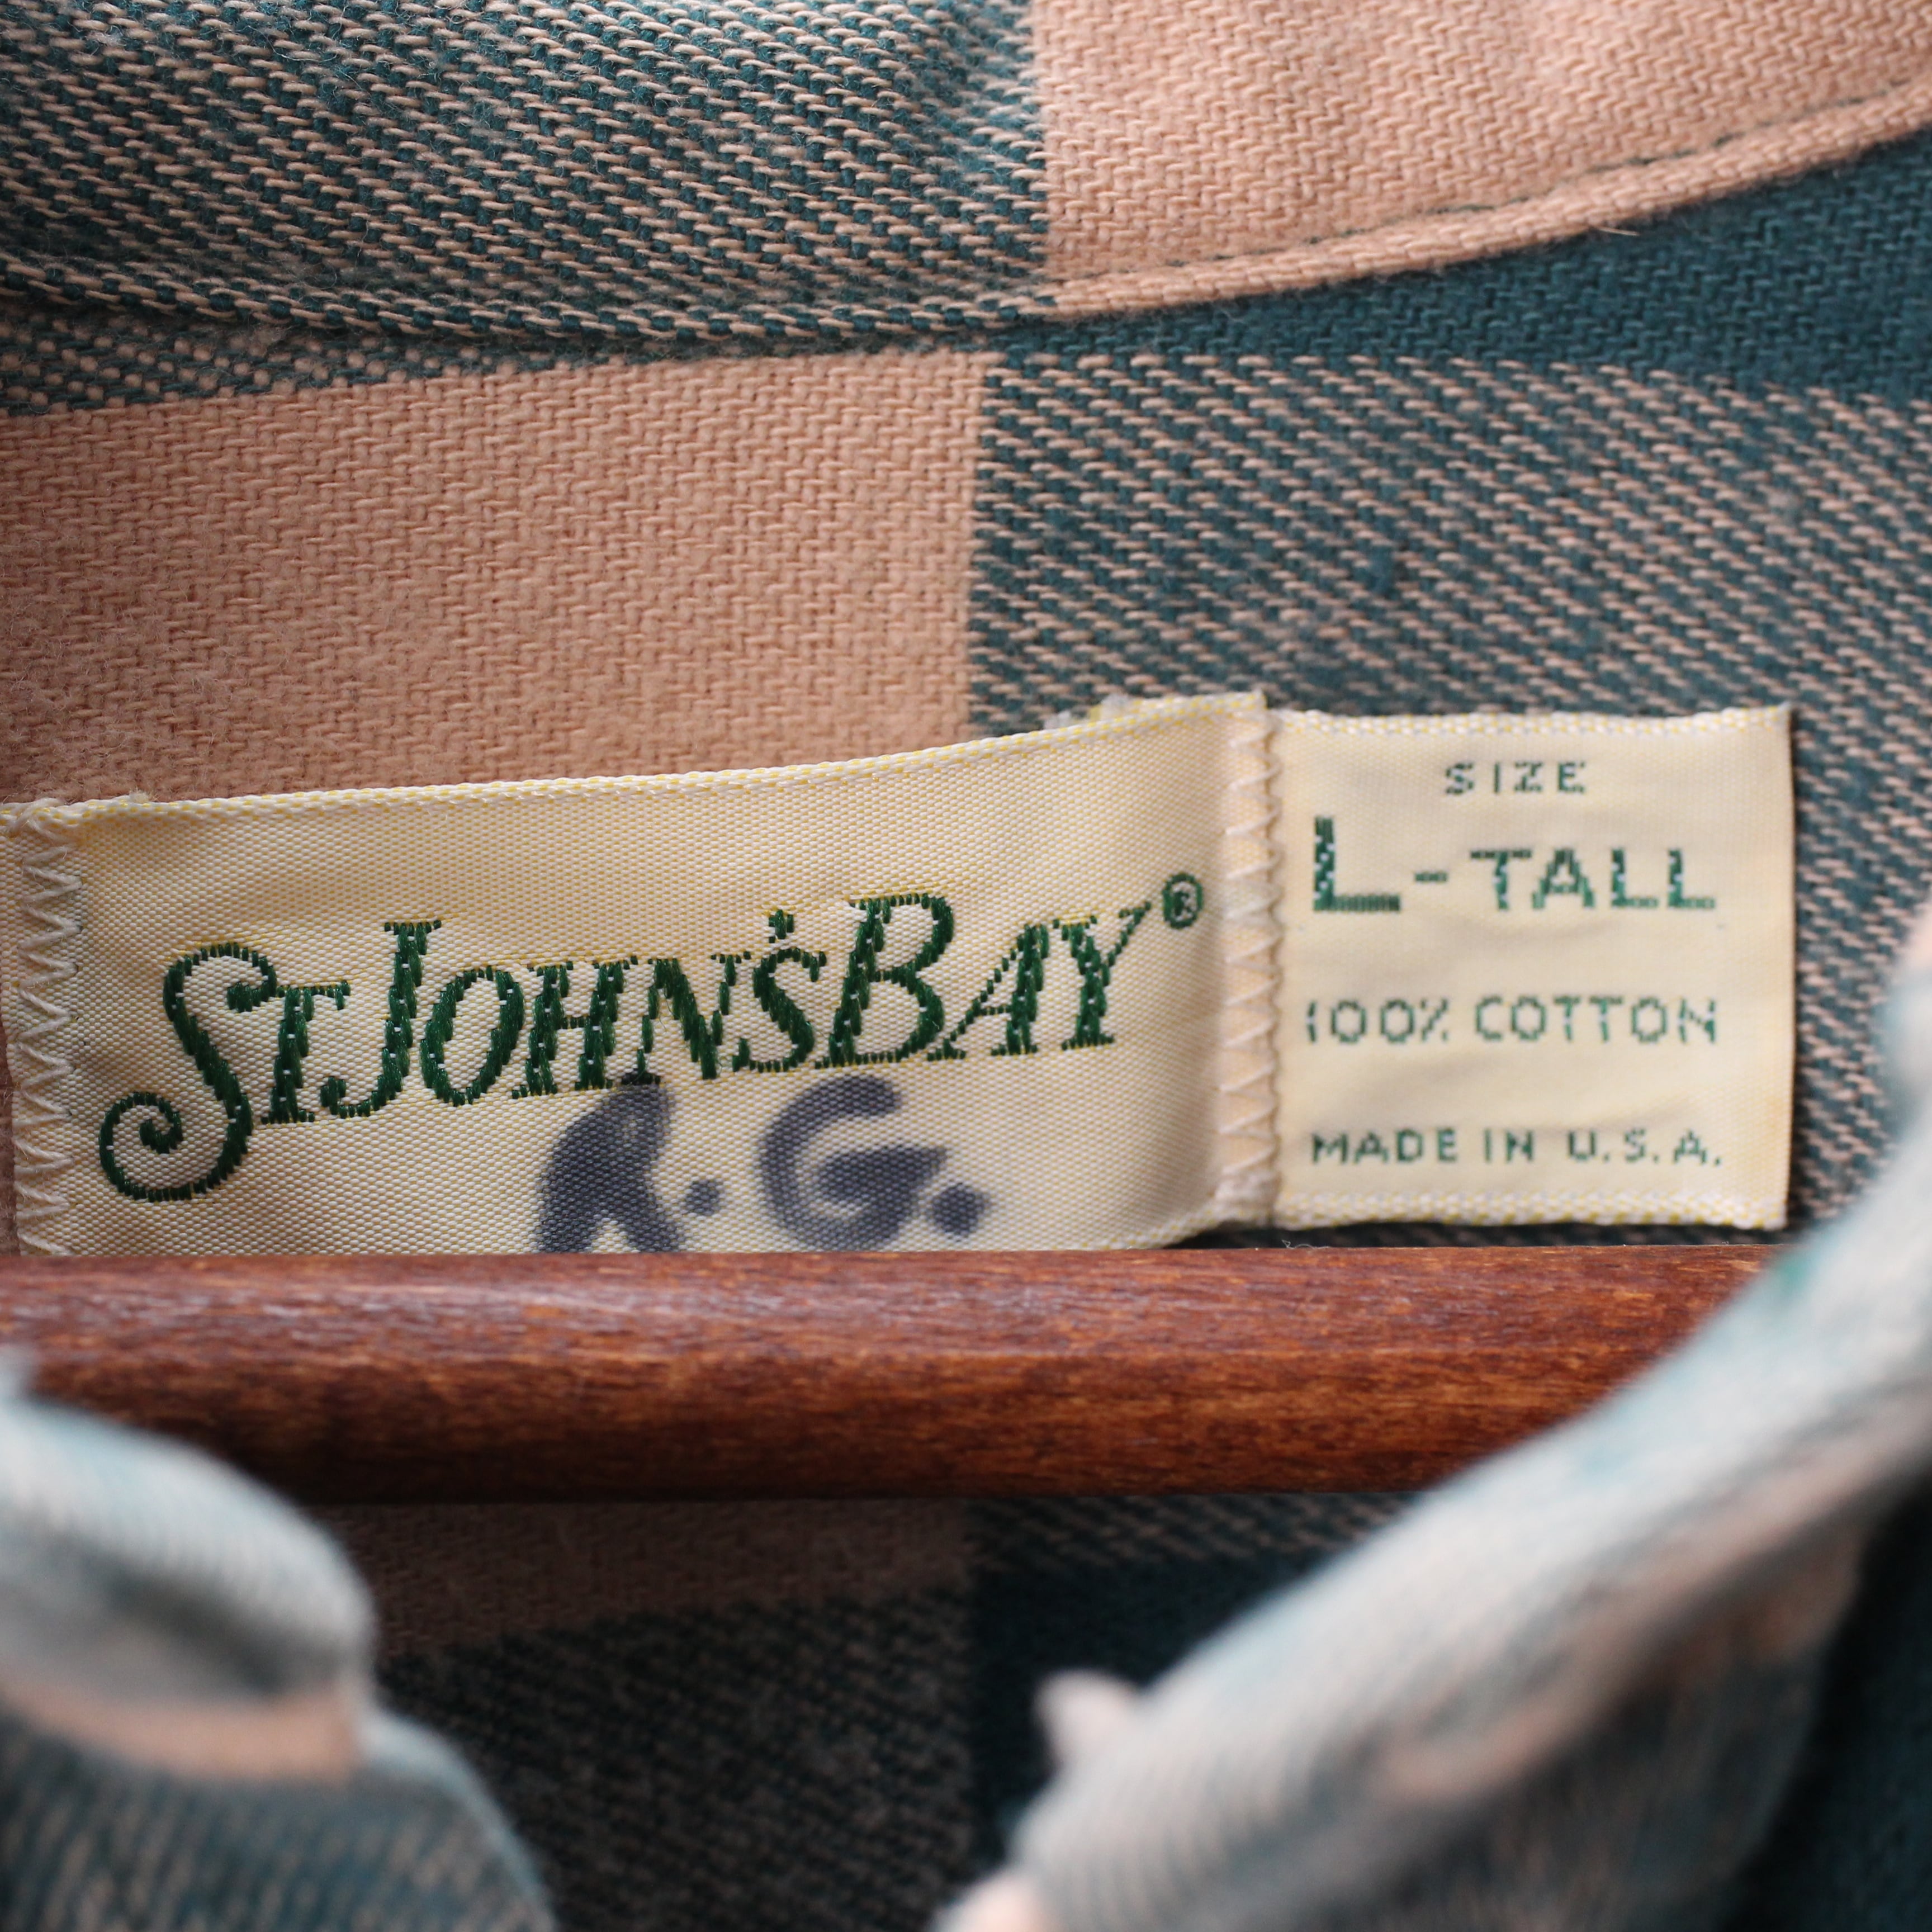 ST JOHN'S BAY®
R.G.
SIZE
L-TALL
100% COTTON
MADE IN U.S.A.